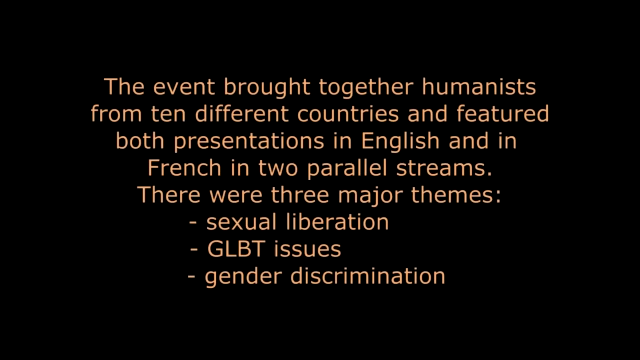 The event brought together humanists
from ten different countries and featured
both presentations in English and in
French in two parallel streams.
There were three major themes:
- sexual liberation
- GLBT issues
- gender discrimination